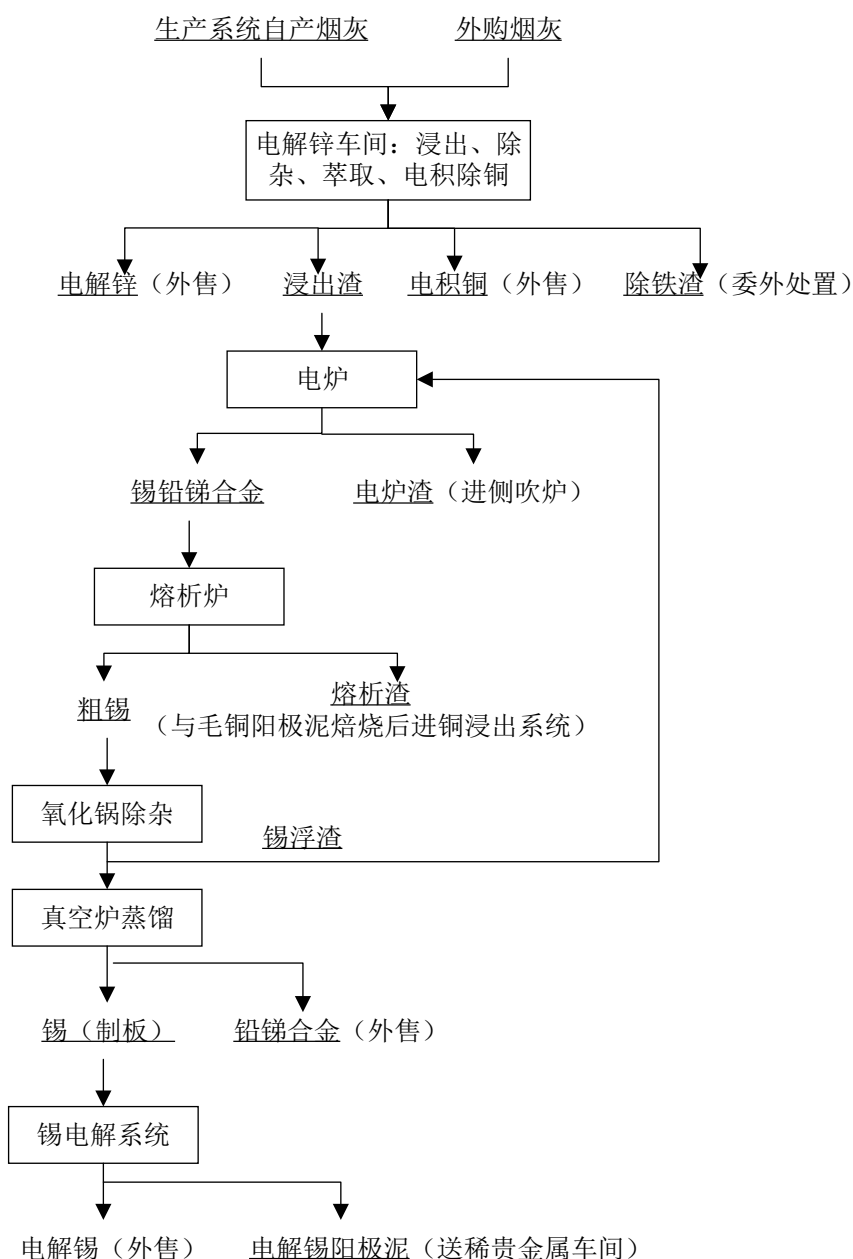 生产系统自产烟灰
外购烟灰
电解锌车间：浸出、除
杂、萃取、电积除铜
电解锌（外售）
浸出渣
电积铜（外售）
除铁渣（委外处置）
电炉
锡铅锑合金
电炉渣（进侧吹炉）
熔析炉
粗锡
熔析渣
（与毛铜阳极泥焙烧后进铜浸出系统）
氧化锅除杂
锡浮渣
真空炉蒸馏
锡（制板）
铅锑合金（外售）
锡电解系统
电解锡（外售）
电解锡阳极泥（送稀贵金属车间）